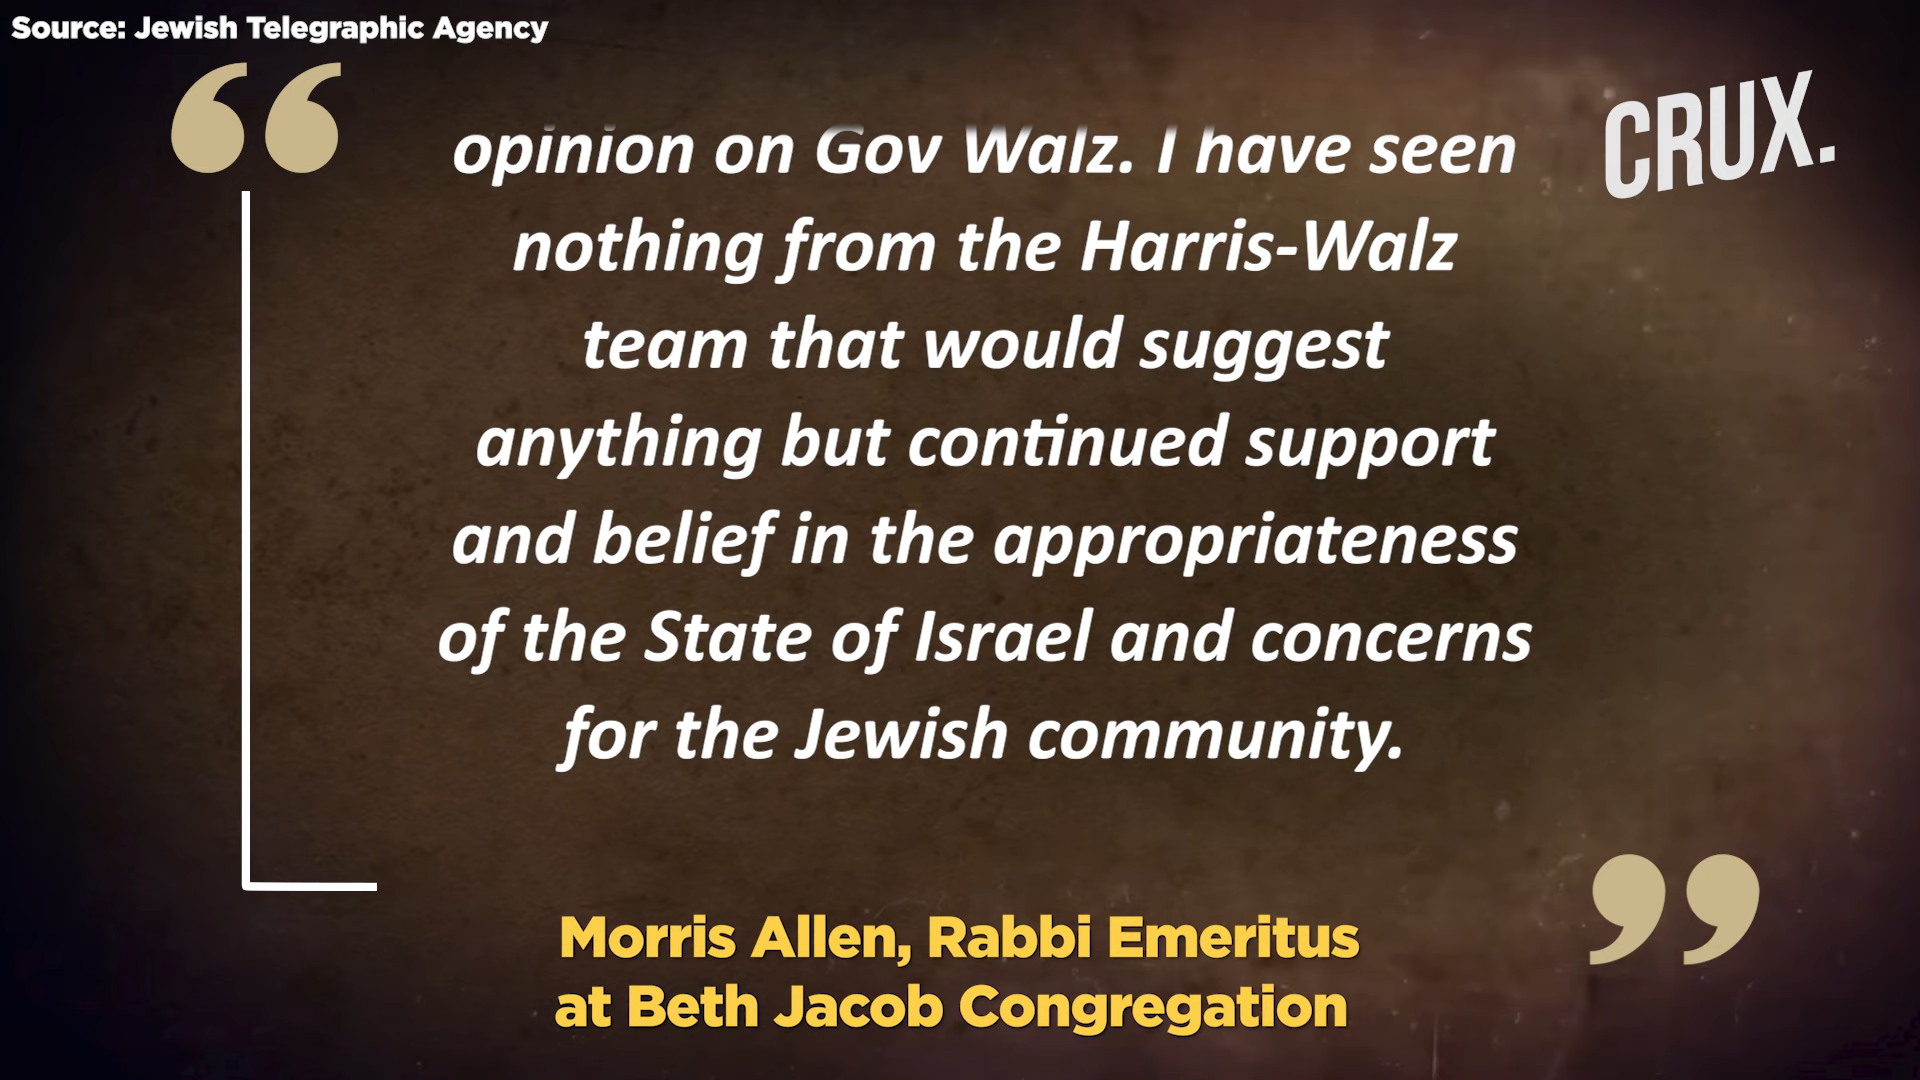 Source: Jewish Telegraphic Agency
CRUX.
“
opinion on Gov Walz. I have seen
nothing from the Harris-Walz
team that would suggest
anything but continued support
and belief in the appropriateness
of the State of Israel and concerns
for the Jewish community.
”
Morris Allen, Rabbi Emeritus
at Beth Jacob Congregation